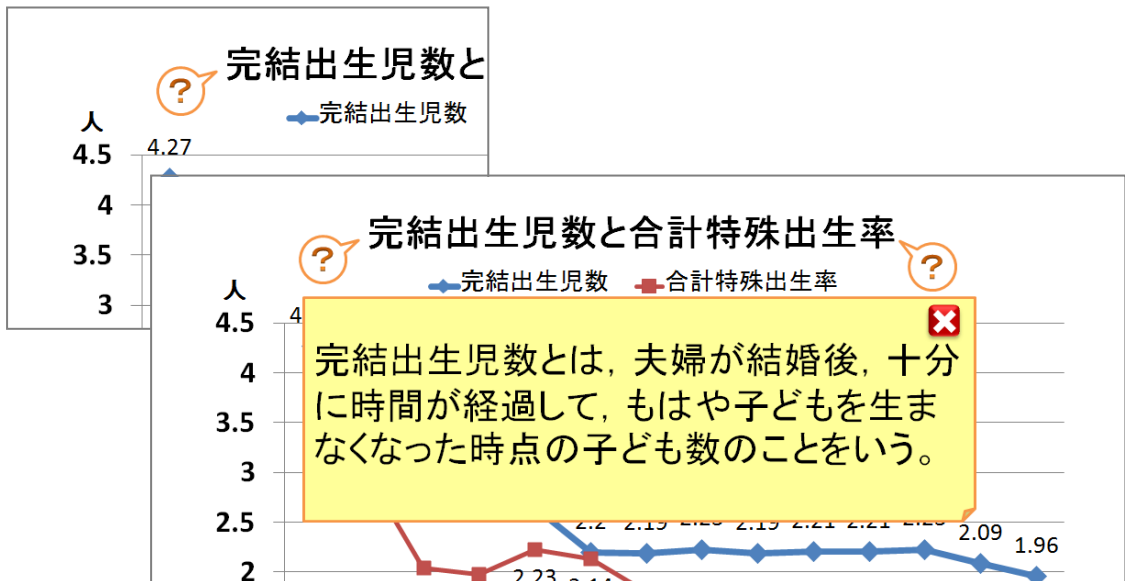 完結出生児数と
?
完結出生児数
人
4.27
4.5
4
3.5
3
完結出生児数と合計特殊出生率
? ?
完結出生児数 合計特殊出生率
人
4.5
4
3.5
3
2.5
2
完結出生児数とは，夫婦が結婚後，十分
に時間が経過して，もはや子どもを生ま
なくなった時点の子ども数のことをいう。
2.2 2.19 2.23 2.19 2.21 2.21 2.23 2.09 1.96
2.23 2.14